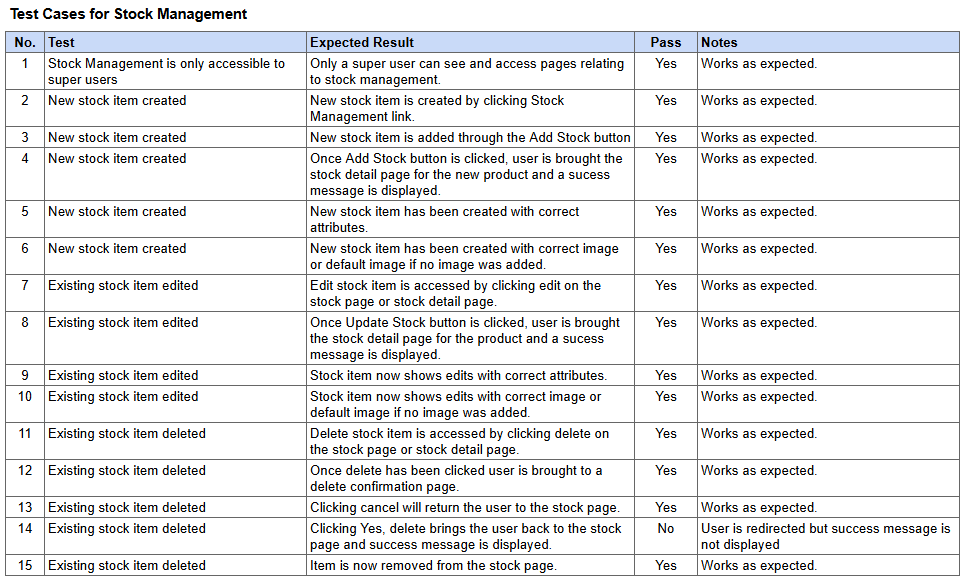 Test Cases for Stock Management
No. Test Expected Result Pass Notes
1 Stock Management is only accessible to Only a super user can see and access pages relating Yes Works as expected.
super users to stock management.
2 New stock item created New stock item is created by clicking Stock Yes Works as expected.
Management link.
3 New stock item created New stock item is added through the Add Stock button Yes Works as expected.
4 New stock item created Once Add Stock button is clicked, user is brought the Yes Works as expected.
stock detail page for the new product and a sucess
message is displayed.
5 New stock item created New stock item has been created with correct Yes Works as expected.
attributes.
6 New stock item created New stock item has been created with correct image Yes Works as expected.
or default image if no image was added.
7 Existing stock item edited Edit stock item is accessed by clicking edit on the Yes Works as expected.
stock page or stock detail page.
8 Existing stock item edited Once Update Stock button is clicked, user is brought Yes Works as expected.
the stock detail page for the product and a sucess
message is displayed.
9 Existing stock item edited Stock item now shows edits with correct attributes. Yes Works as expected.
10 Existing stock item edited Stock item now shows edits with correct image or Yes Works as expected.
default image if no image was added.
11 Existing stock item deleted Delete stock item is accessed by clicking delete on Yes Works as expected.
the stock page or stock detail page.
12 Existing stock item deleted Once delete has been clicked user is brought to a Yes Works as expected.
delete confirmation page.
13 Existing stock item deleted Clicking cancel will return the user to the stock page. Yes Works as expected.
14 Existing stock item deleted Clicking Yes, delete brings the user back to the stock No User is redirected but success message is
page and success message is displayed. not displayed
15 Existing stock item deleted Item is now removed from the stock page. Yes Works as expected.